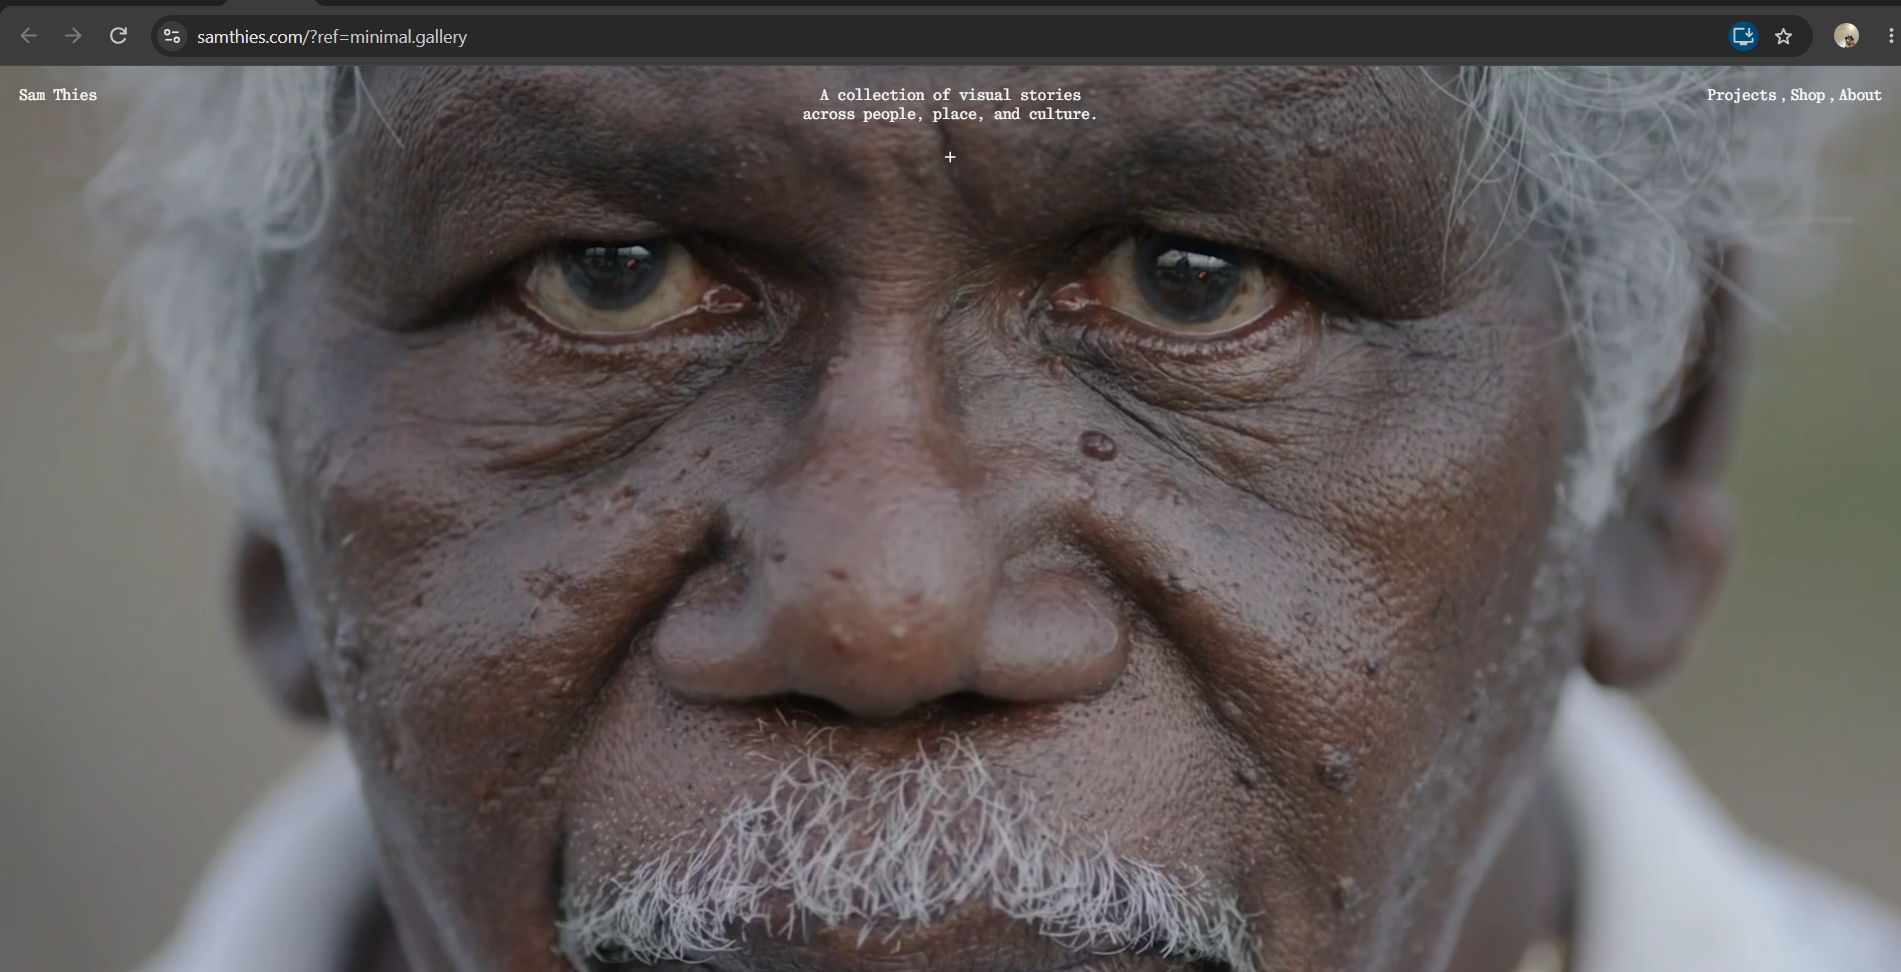 samthies.com/?ref=minimal.gallery
Sam Thies
A collection of visual stories
across people, place, and culture.
+
Projects , Shop , About